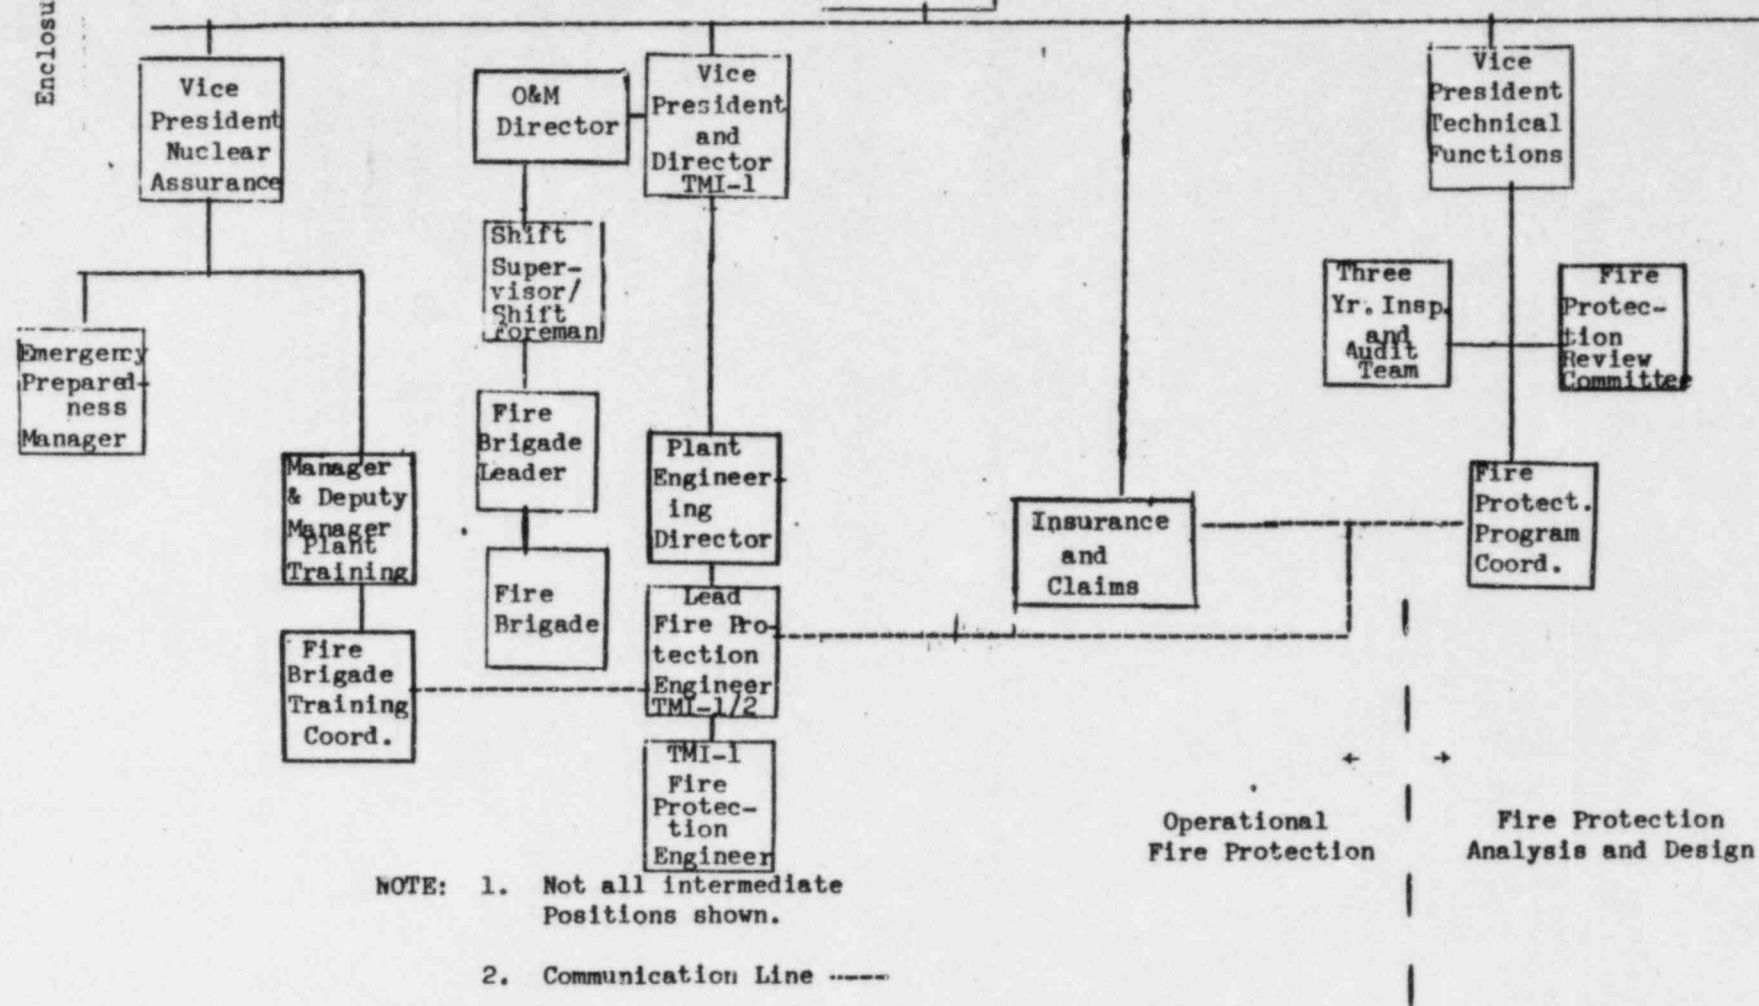 Enclosu
Vice
President
Nuclear
Assurance
O&M
Director
Vice
President
and
Director
TMI-1
Vice
President
Technical
Functions
Shift
Super-
visor/
Shift
Foreman
Three
Yr. Insp.
and
Audit
Team
Fire
Protec-
tion
Review
Committee
Emergency
Prepared-
ness
Manager
Manager
& Deputy
Manager
Plant
Training
Fire
Brigade
Leader
Plant
Engineer-
ing
Director
Insurance
and
Claims
Fire
Protect.
Program
Coord.
Fire
Brigade
Lead
Fire Pro-
tection
Engineer
TMI-1/2
Fire
Brigade
Training
Coord.
TMI-1
Fire
Protec-
tion
Engineer
Operational
Fire Protection
Fire Protection
Analysis and Design
NOTE: 1. Not all intermediate
Positions shown.
2. Communication Line -----